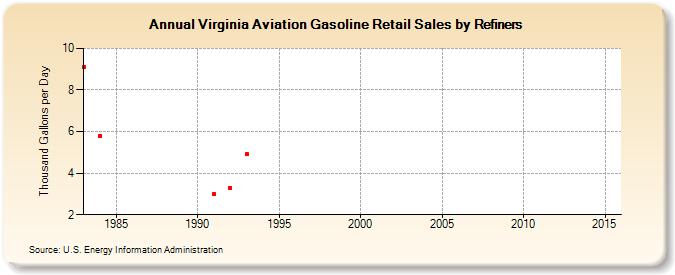 Annual Virginia Aviation Gasoline Retail Sales by Refiners
Thousand Gallons per Day
10
8
6
4
2
1985 1990 1995 2000 2005 2010 2015
Source: U.S. Energy Information Administration